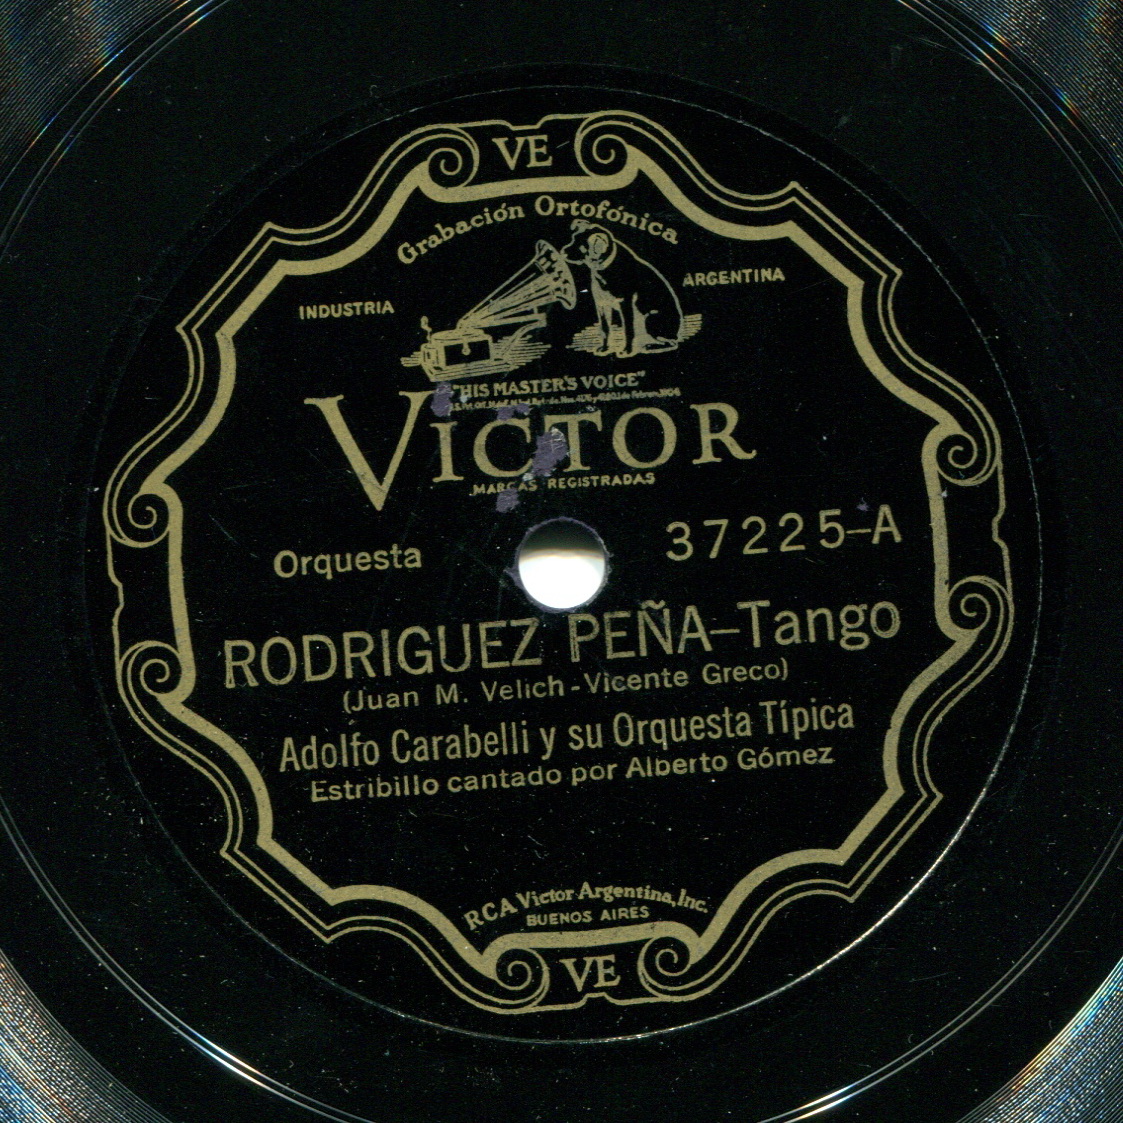 VE
Grabación Ortofónica
INDUSTRIA
ARGENTINA
"HIS MASTER'S VOICE"
VICTOR
MARCAS REGISTRADAS
Orquesta
37225-A
RODRIGUEZ PEÑA-Tango
(Juan M. Velich-Vicente Greco)
Adolfo Carabelli y su Orquesta Típica
Estribillo cantado por Alberto Gómez
RCA Victor Argentina, Inc.
BUENOS AIRES
VE